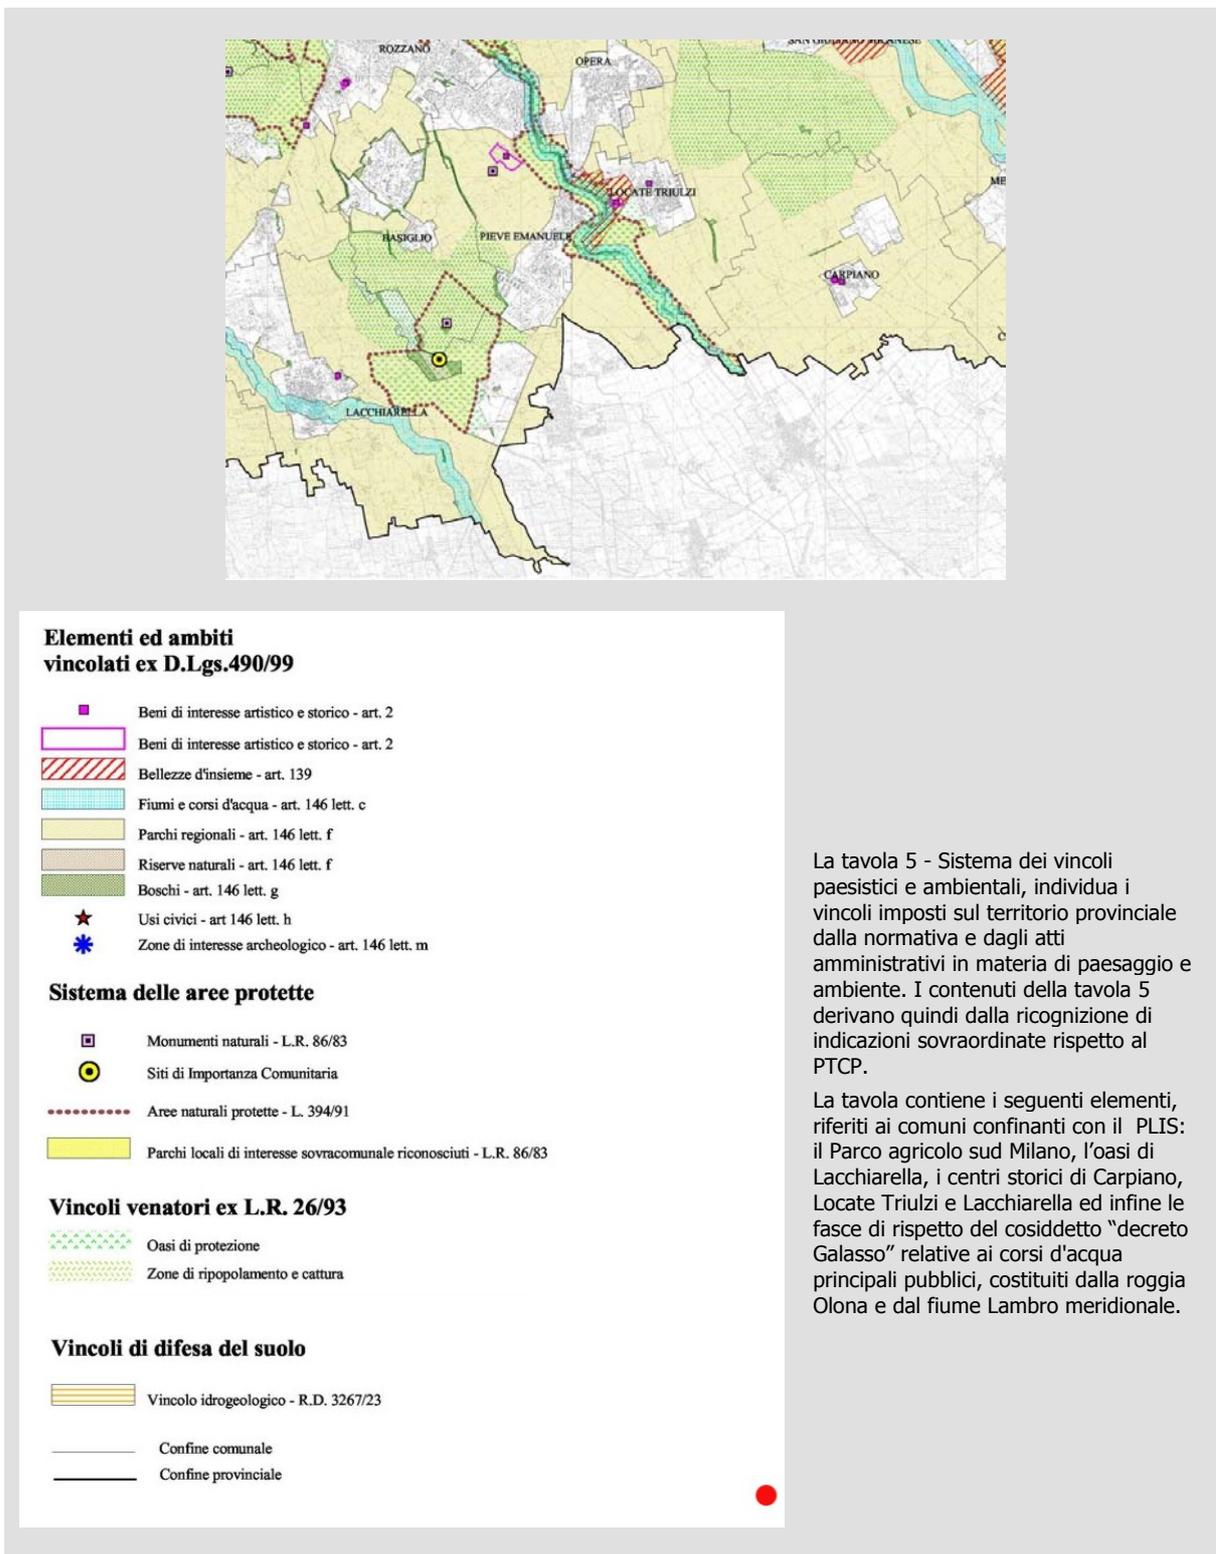 ROZZANO
OPERA
SAN GIULIANO MILANESE
LOCATE TRIULZI
ME
BASIGLIO
PIEVE EMANUELE
CARPIANO
LACCHIARELLA
Elementi ed ambiti
vincolati ex D.Lgs.490/99
Beni di interesse artistico e storico - art. 2
Beni di interesse artistico e storico - art. 2
Bellezze d'insieme - art. 139
Fiumi e corsi d'acqua - art. 146 lett. c
Parchi regionali - art. 146 lett. f
Riserve naturali - art. 146 lett. f
Boschi - art. 146 lett. g
Usi civici - art 146 lett. h
Zone di interesse archeologico - art. 146 lett. m
Sistema delle aree protette
Monumenti naturali - L.R. 86/83
Siti di Importanza Comunitaria
Aree naturali protette - L. 394/91
Parchi locali di interesse sovracomunale riconosciuti - L.R. 86/83
Vincoli venatori ex L.R. 26/93
Oasi di protezione
Zone di ripopolamento e cattura
Vincoli di difesa del suolo
Vincolo idrogeologico - R.D. 3267/23
Confine comunale
Confine provinciale
La tavola 5 - Sistema dei vincoli
paesistici e ambientali, individua i
vincoli imposti sul territorio provinciale
dalla normativa e dagli atti
amministrativi in materia di paesaggio e
ambiente. I contenuti della tavola 5
derivano quindi dalla ricognizione di
indicazioni sovraordinate rispetto al
PTCP.
La tavola contiene i seguenti elementi,
riferiti ai comuni confinanti con il  PLIS:
il Parco agricolo sud Milano, l'oasi di
Lacchiarella, i centri storici di Carpiano,
Locate Triulzi e Lacchiarella ed infine le
fasce di rispetto del cosiddetto “decreto
Galasso” relative ai corsi d'acqua
principali pubblici, costituiti dalla roggia
Olona e dal fiume Lambro meridionale.